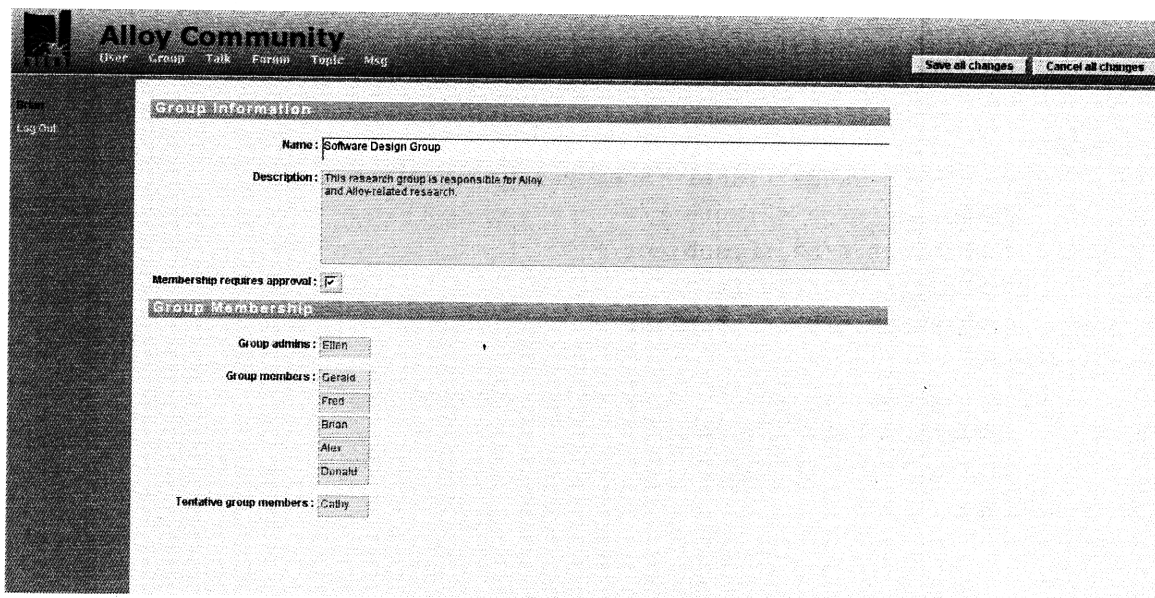 Alloy Community
User Group Talk Forum Topic Msg
Save all changes Cancel all changes
Brian
Log Out
Group Information
Name : Software Design Group
Description : This research group is responsible for Alloy
and Alloy-related research.
Membership requires approval :
Group Membership
Group admins : Ellen
Group members : Gerald
Fred
Brian
Alex
Donald
Tentative group members : Cathy